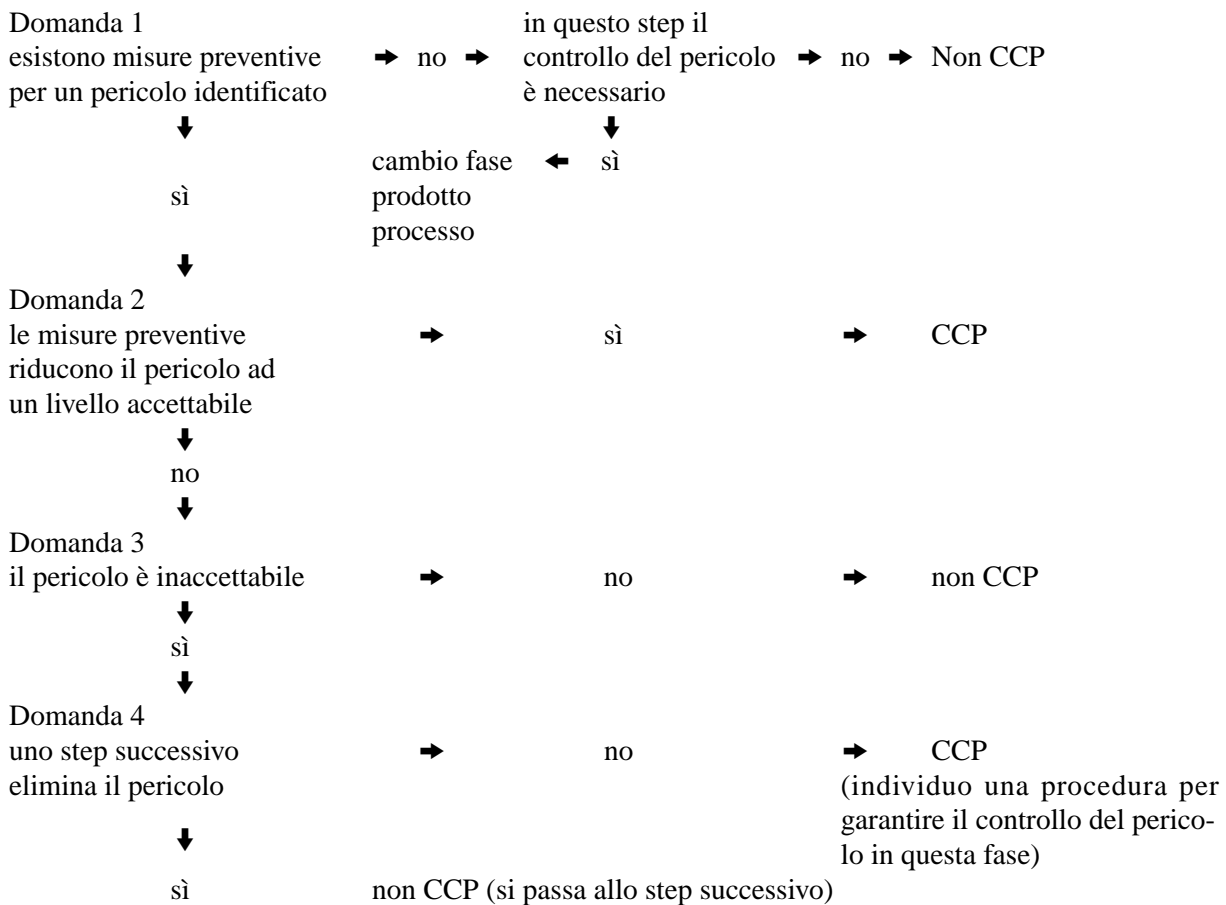 Domanda 1
esistono misure preventive
per un pericolo identificato
➡ no ➡
in questo step il
controllo del pericolo
è necessario
➡ no ➡ Non CCP
⬇
⬇
sì
⬅
cambio fase
prodotto
processo
sì
⬇
Domanda 2
le misure preventive
riducono il pericolo ad
un livello accettabile
➡ sì ➡ CCP
⬇
no
⬇
Domanda 3
il pericolo è inaccettabile ➡ no ➡ non CCP
⬇
sì
⬇
Domanda 4
uno step successivo
elimina il pericolo
➡ no ➡ CCP
(individuo una procedura per
garantire il controllo del perico-
lo in questa fase)
⬇
sì non CCP (si passa allo step successivo)